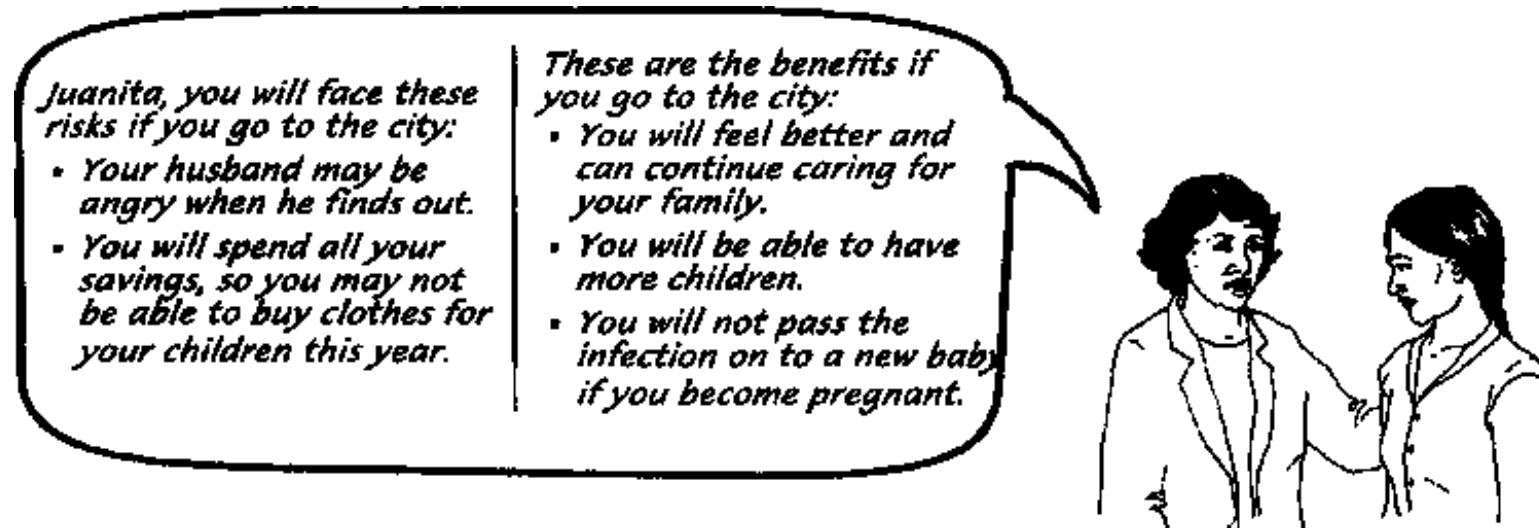 Juanita, you will face these
risks if you go to the city:
• Your husband may be
angry when he finds out.
• You will spend all your
savings, so you may not
be able to buy clothes for
your children this year.
These are the benefits if
you go to the city:
• You will feel better and
can continue caring for
your family.
• You will be able to have
more children.
• You will not pass the
infection on to a new baby
if you become pregnant.